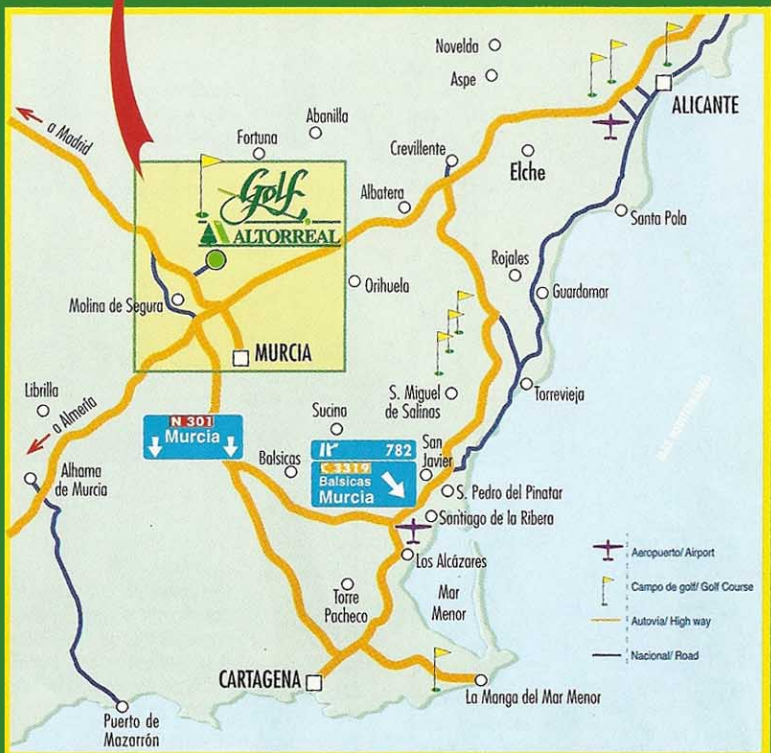 Novelda
Aspe
ALICANTE
Abanilla
a Madrid
Fortuna
Crevillente
Elche
Golf
ALTORREAL
Albatera
Santa Pola
Rojales
Orihuela
Guardamar
Molina de Segura
MURCIA
Librilla
a Almería
S. Miguel
de Salinas
Torrevieja
N 301
Murcia
Sucina
782
San
Javier
Balsicas
C 3319
Balsicas
Murcia
Alhama
de Murcia
S. Pedro del Pinatar
Santiago de la Ribera
Los Alcázares
Torre
Pacheco
Mar
Menor
CARTAGENA
La Manga del Mar Menor
Puerto de
Mazarrón
MAR MEDITERRANEO
Aeropuerto/ Airport
Campo de golf/ Golf Course
Autovía/ High way
Nacional/ Road